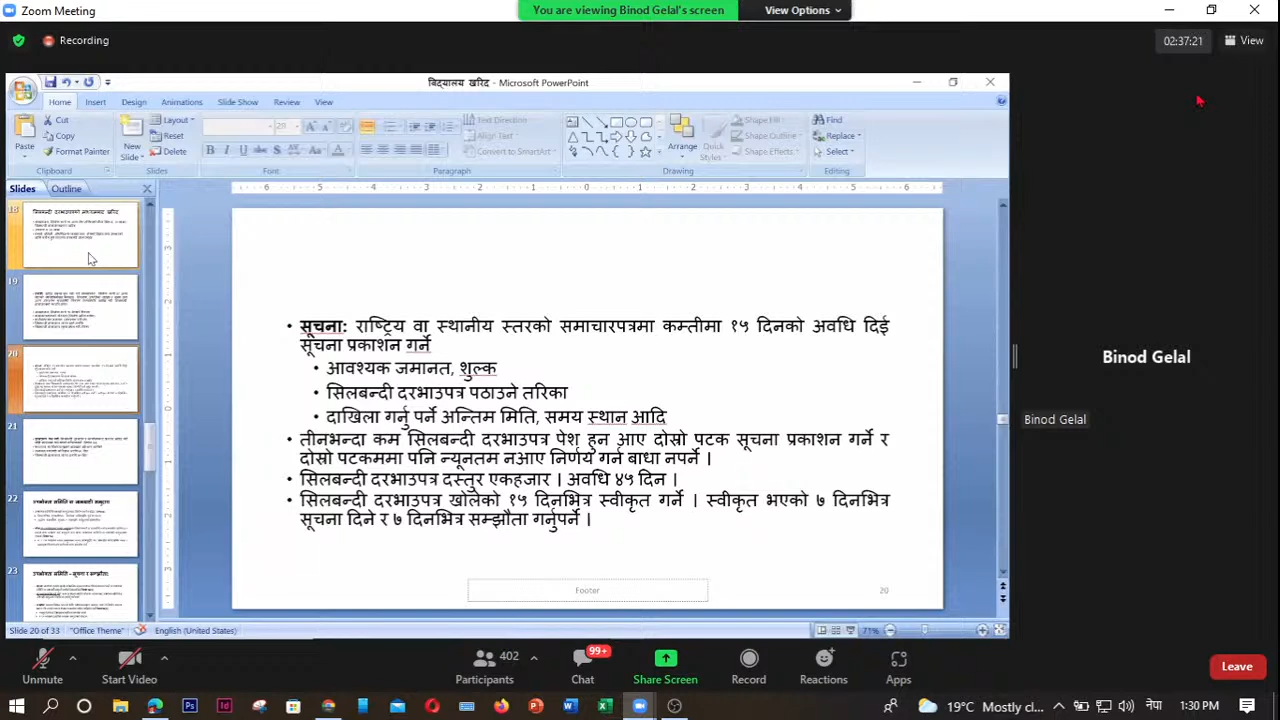 Zoom Meeting
You are viewing Binod Gelal's screen
View Options
Recording
02:37:21
View
बिद्यालय खरिद - Microsoft PowerPoint
Home Insert Design Animations Slide Show Review View
Cut
Copy
Format Painter
Paste
Clipboard
New Slide
Layout
Reset
Delete
Slides
Font
Text Direction
Align Text
Convert to SmartArt
Paragraph
Arrange
Quick Styles
Shape Fill
Shape Outline
Shape Effects
Drawing
Find
Replace
Select
Editing
Slides Outline
18
19
20
21
22
23
• सूचना: राष्ट्रिय वा स्थानीय स्तरको समाचारपत्रमा कम्तीमा १५ दिनको अवधि दिई
सूचना प्रकाशन गर्ने
• आवश्यक जमानत, शुल्क
• सिलबन्दी दरभाउपत्र पठाउने तरिका
• दाखिला गर्नु पर्ने अन्तिम मिति, समय स्थान आदि
• तीनभन्दा कम सिलबन्दी दरभाउपत्र पेश हुन आए दोस्रो पटक सूचना प्रकाशन गर्ने र
दोस्रो पटकममा पनि न्यूनतम नआए निर्णय गर्न बाधा नपर्ने ।
• सिलबन्दी दरभाउपत्र दस्तुर एकहजार । अवधि ४५ दिन ।
• सिलबन्दी दरभाउपत्र खोलेको १५ दिनभित्र स्वीकृत गर्ने । स्वीकृत भएको ७ दिनभित्र
सूचना दिने र ७ दिनभित्र सम्झौता गर्नुपर्ने ।
Footer
20
Binod Gelal
Binod Gelal
Slide 20 of 33 "Office Theme" English (United States)
71%
Unmute
Start Video
402
Participants
99+
Chat
Share Screen
Record
Reactions
Apps
Leave
19°C Mostly cl...
नेपा
1:30 PM